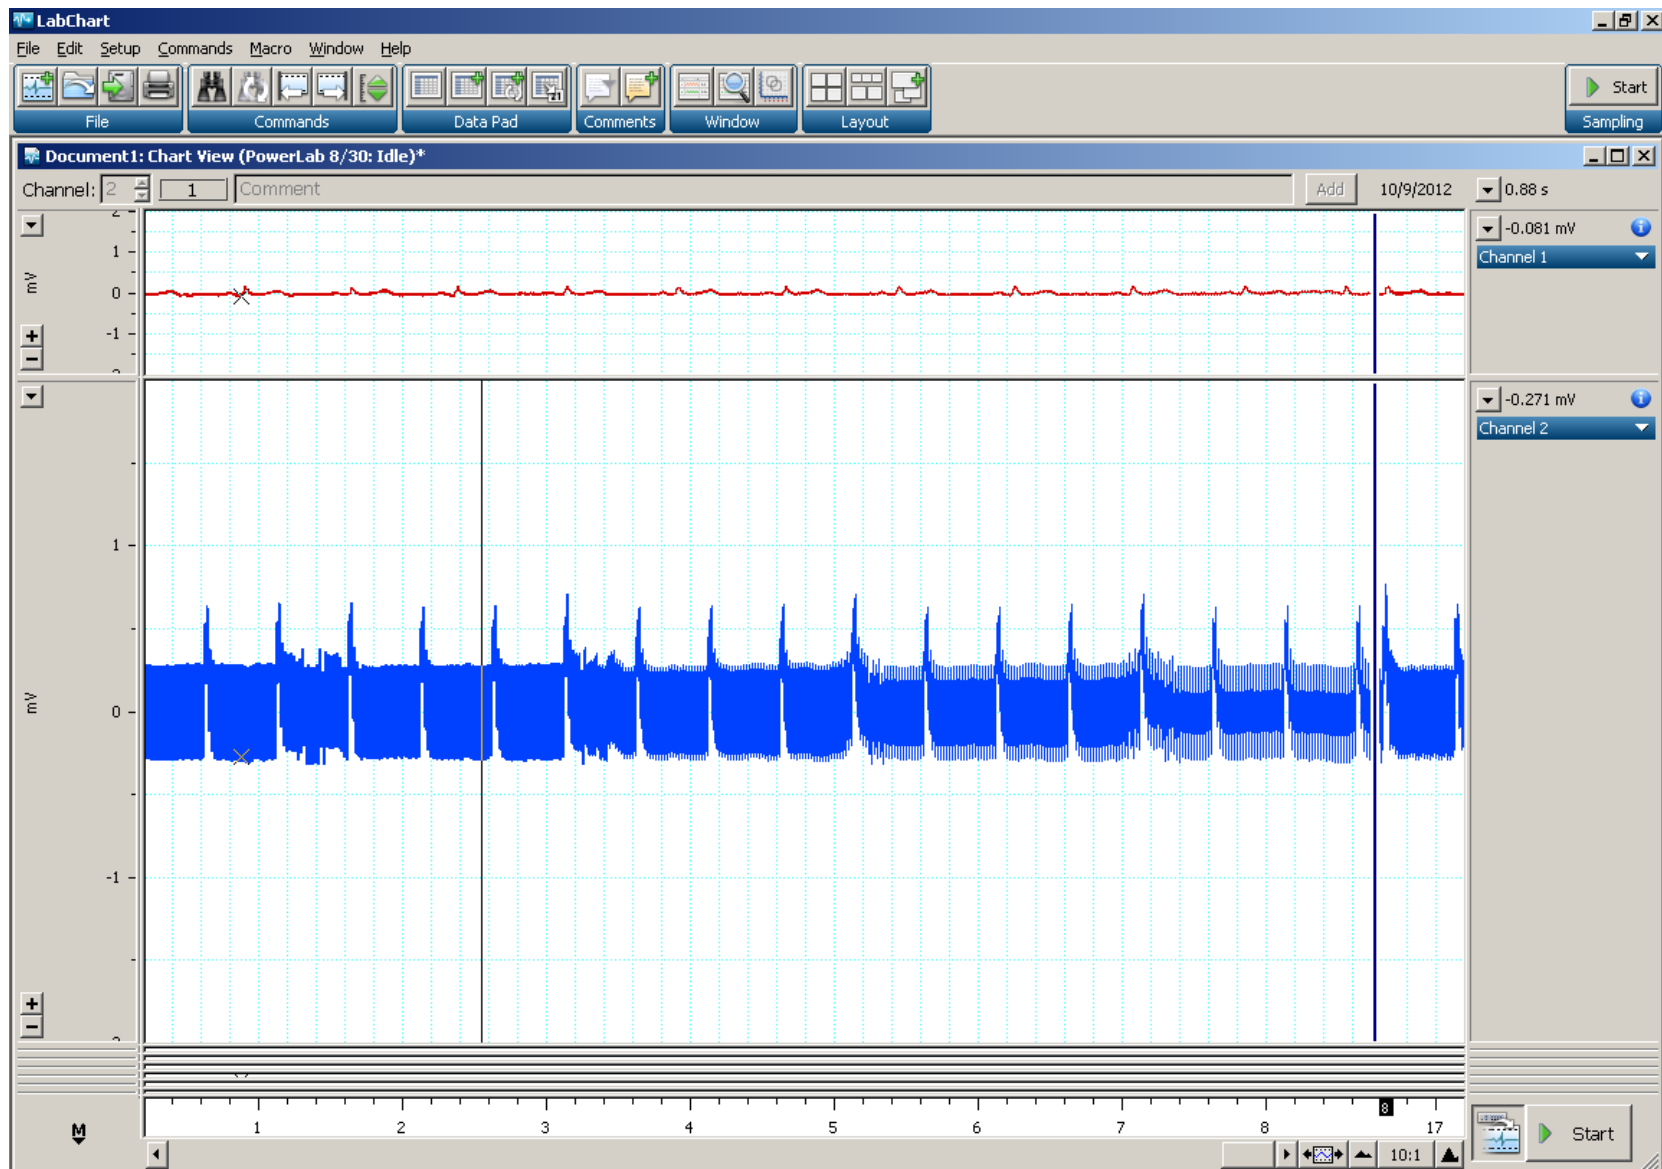 LabChart
File Edit Setup Commands Macro Window Help
Start
File Commands Data Pad Comments Window Layout Sampling
Document1: Chart View (PowerLab 8/30: Idle)*
Channel: 2 1 Comment Add 10/9/2012 0.88 s
2
1
0
-1
mV
-0.081 mV
Channel 1
1
0
-1
mV
-0.271 mV
Channel 2
8
1 2 3 4 5 6 7 8 17
M
10:1
Start